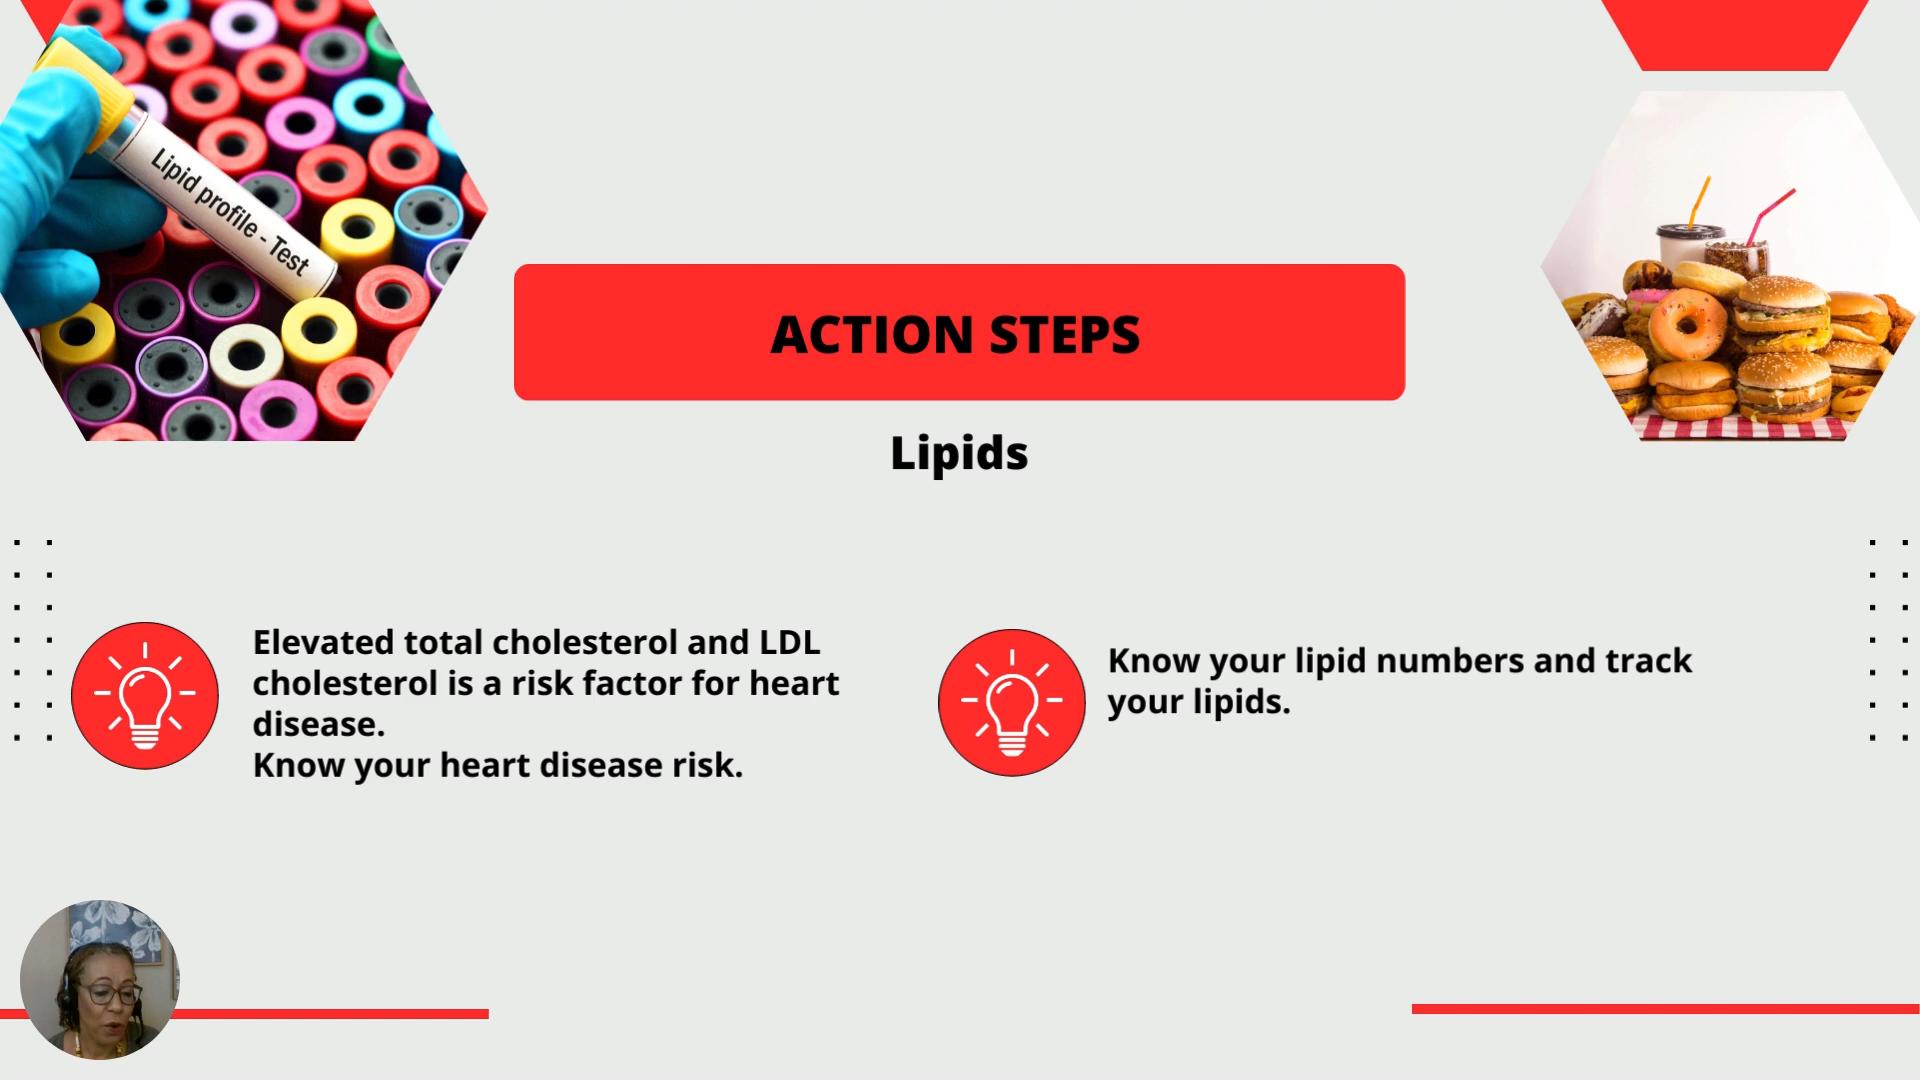 Lipid profile - Test
ACTION STEPS
Lipids
Elevated total cholesterol and LDL
cholesterol is a risk factor for heart
disease.
Know your heart disease risk.
Know your lipid numbers and track
your lipids.